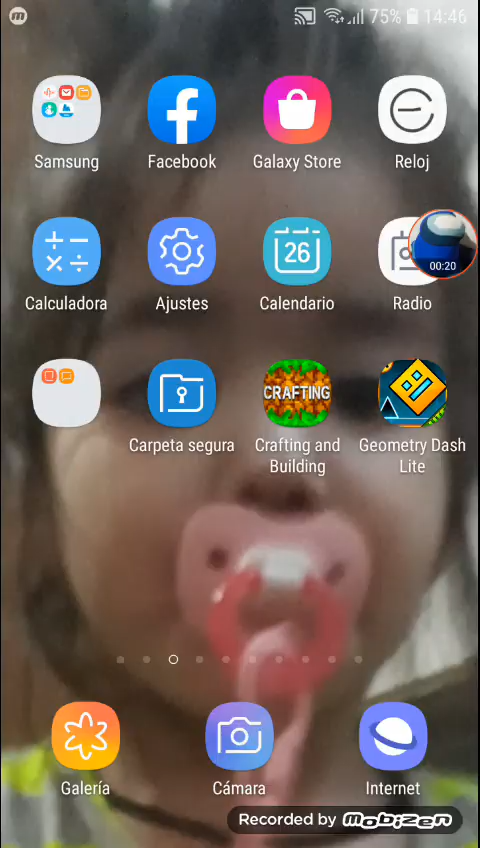 75% 14:46
Samsung Facebook Galaxy Store Reloj
26
00:20
Calculadora Ajustes Calendario Radio
CRAFTING
Carpeta segura Crafting and Building Geometry Dash Lite
Galería Cámara Internet
Recorded by Mobizen